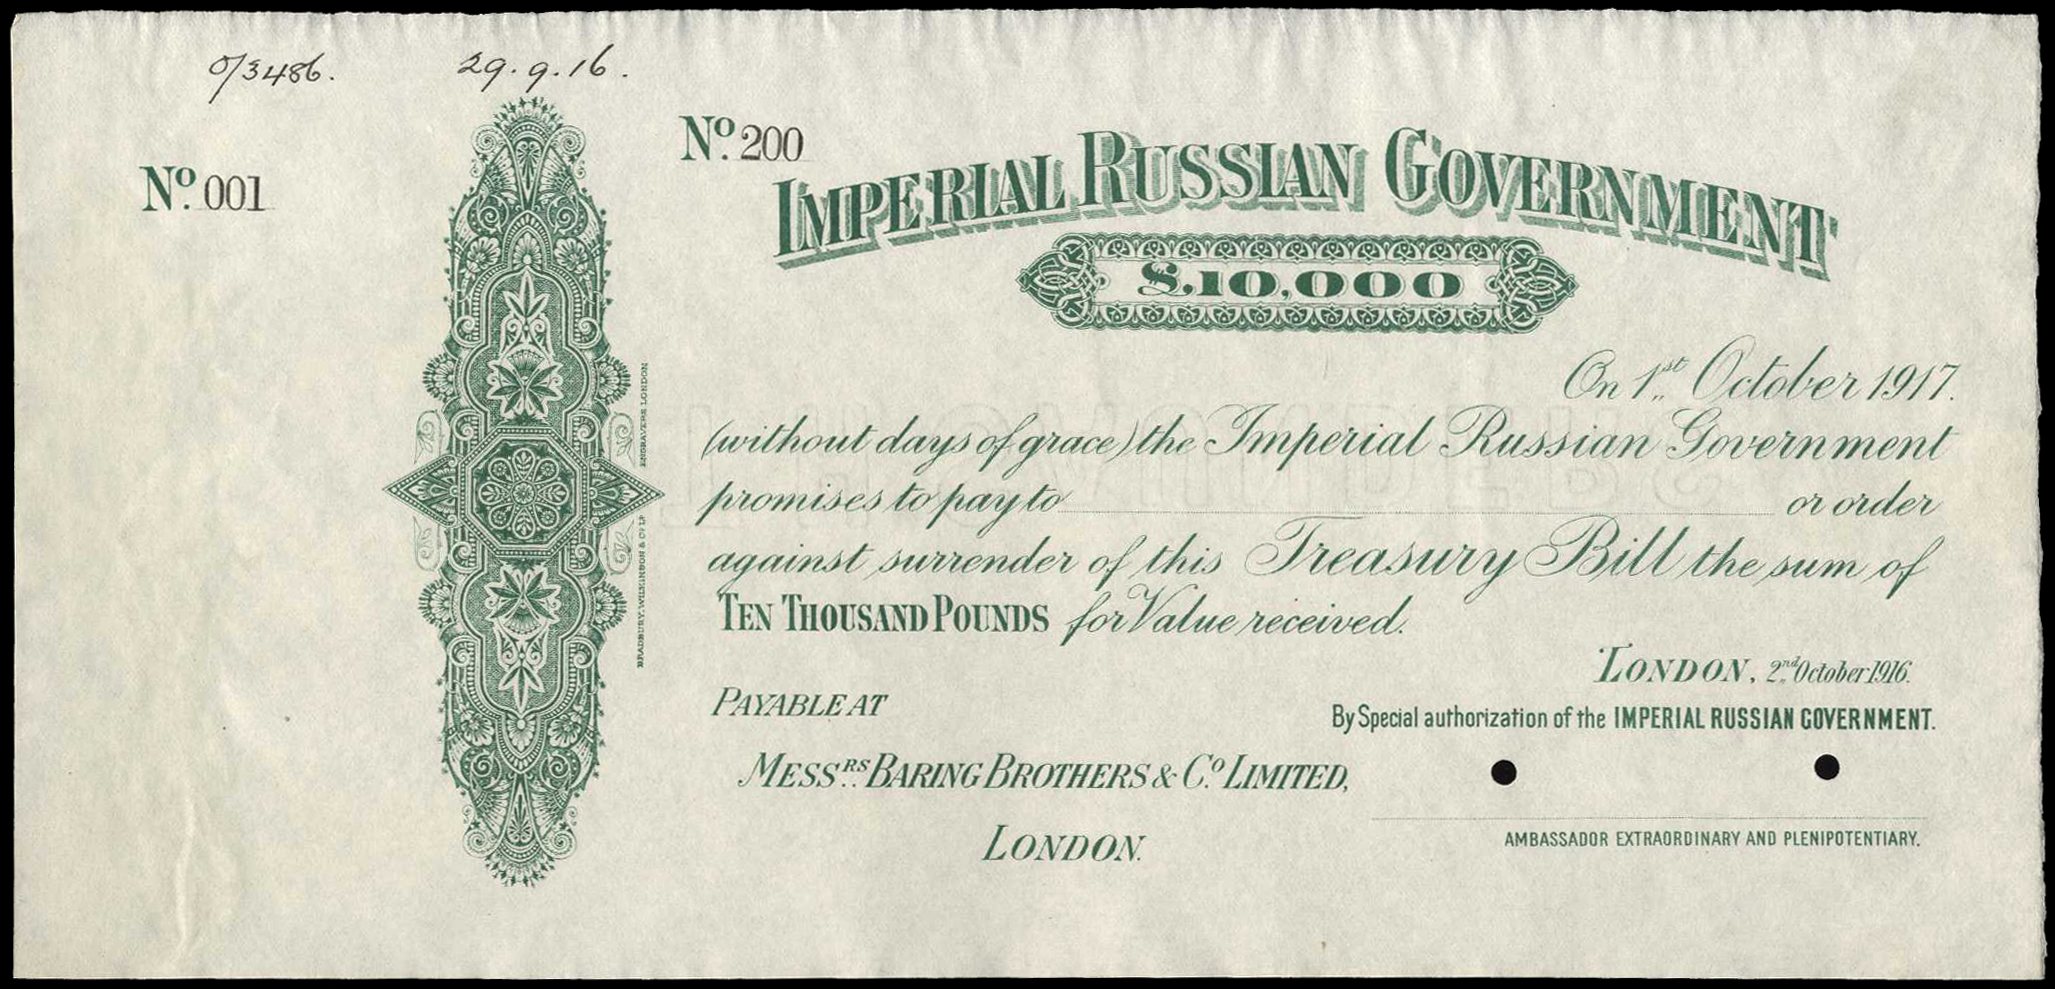 o/3486. 29.9.16.
Nº. 001
Nº. 200
IMPERIAL RUSSIAN GOVERNMENT
£.10,000
On 1st October 1917.
(without days of grace) the Imperial Russian Government
promises to pay to or order
against surrender of this Treasury Bill the sum of
TEN THOUSAND POUNDS for Value received.
LONDON, 2nd October 1916.
PAYABLE AT
By Special authorization of the IMPERIAL RUSSIAN GOVERNMENT.
MESSRS. BARING BROTHERS & Cº. LIMITED,
LONDON.
AMBASSADOR EXTRAORDINARY AND PLENIPOTENTIARY.
BRADBURY, WILKINSON & Cº. Lᴰ. ENGRAVERS LONDON